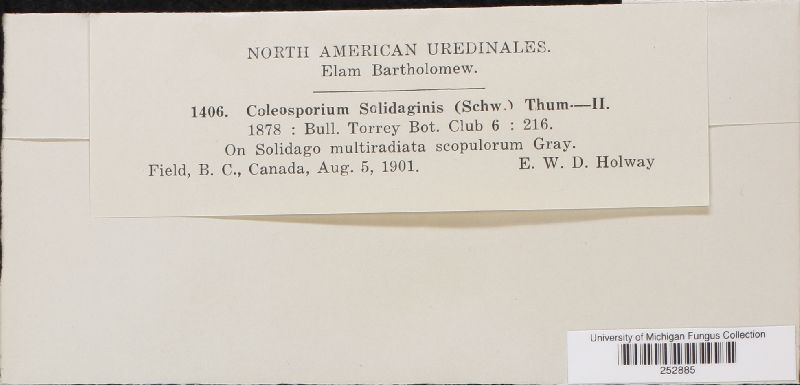 NORTH AMERICAN UREDINALES.
Elam Bartholomew.
1406. Coleosporium Solidaginis (Schw.) Thum.—II.
1878 : Bull. Torrey Bot. Club 6 : 216.
On Solidago multiradiata scopulorum Gray.
Field, B. C., Canada, Aug. 5, 1901. E. W. D. Holway
University of Michigan Fungus Collection
252885